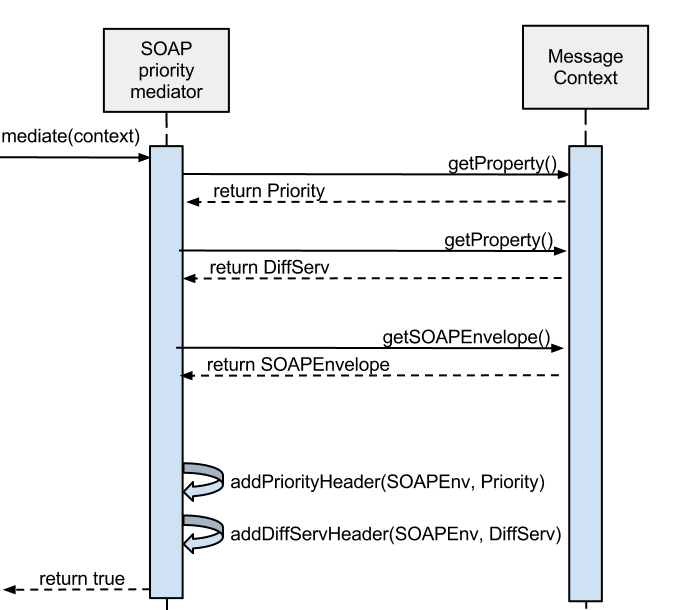 SOAP
priority
mediator
Message
Context
mediate(context)
getProperty()
return Priority
getProperty()
return DiffServ
getSOAPEnvelope()
return SOAPEnvelope
addPriorityHeader(SOAPEnv, Priority)
addDiffServHeader(SOAPEnv, DiffServ)
return true